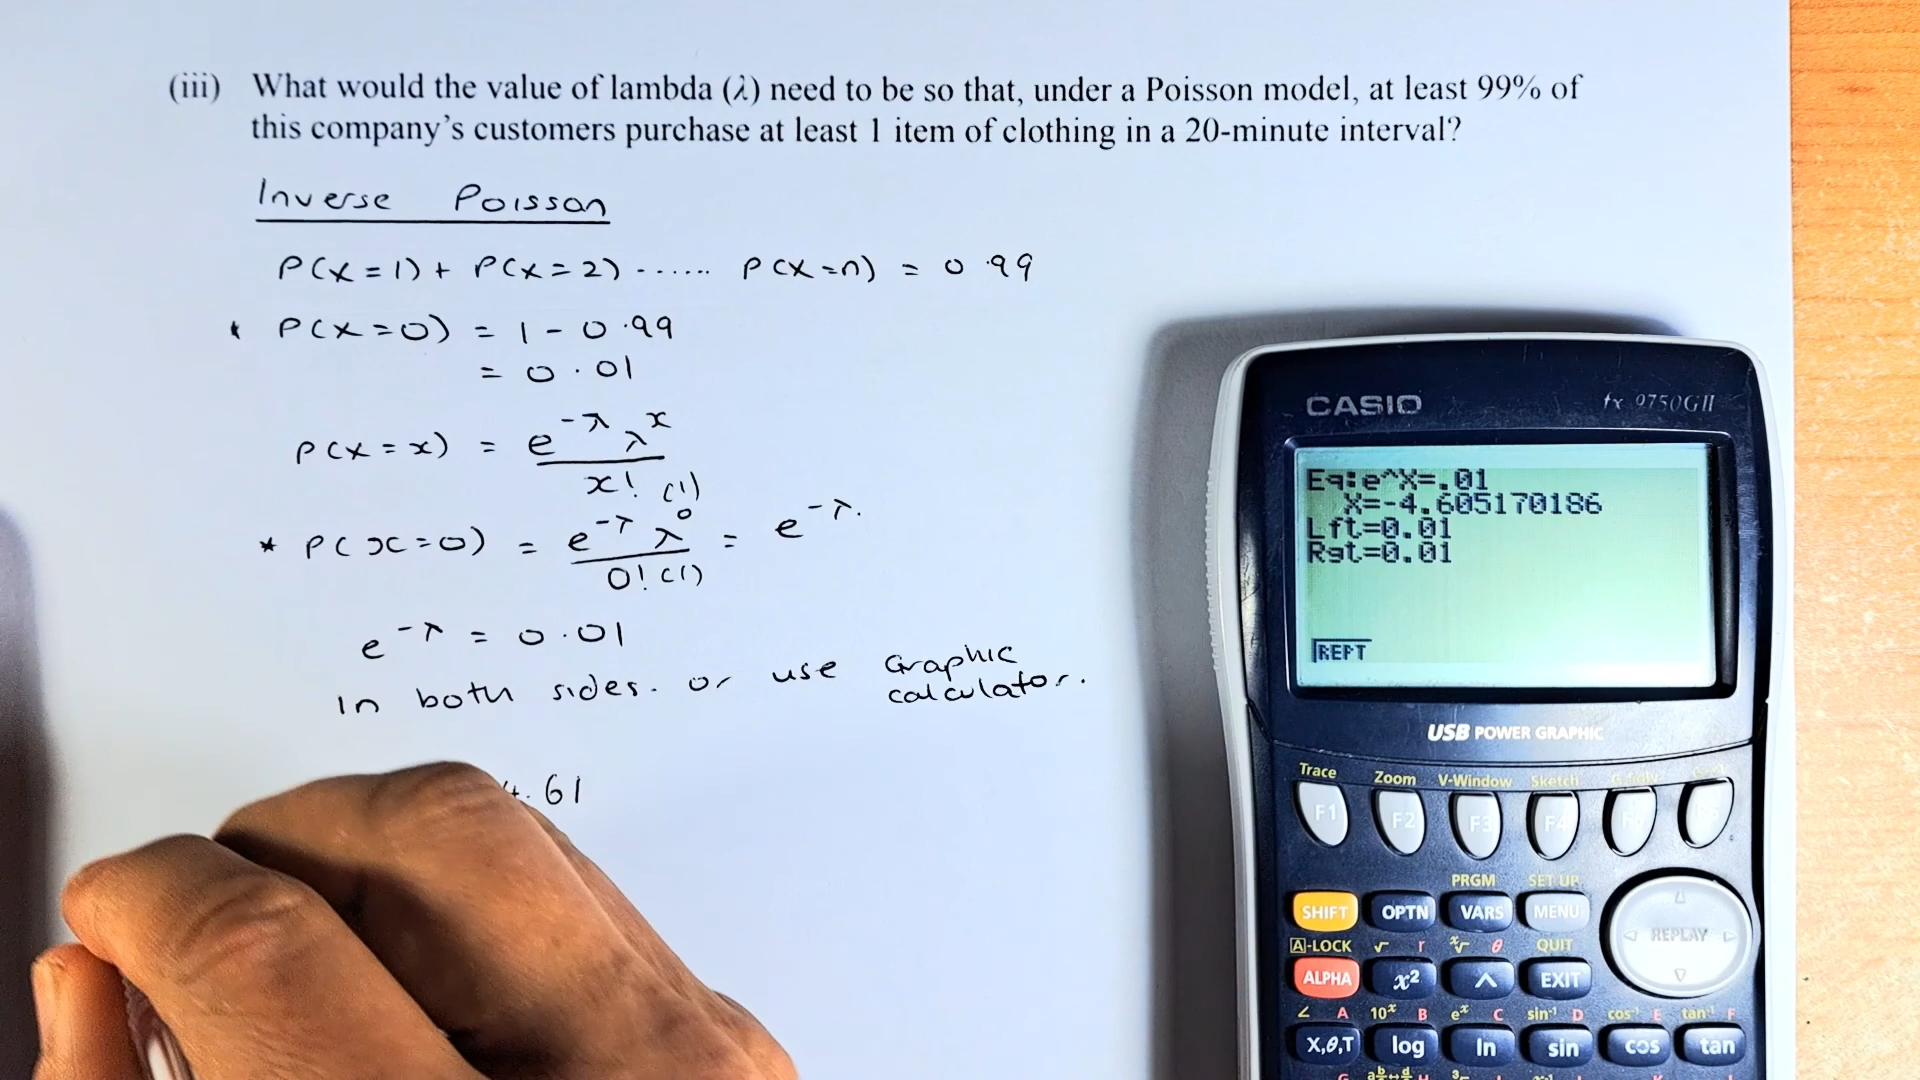 (iii) What would the value of lambda (λ) need to be so that, under a Poisson model, at least 99% of
this company's customers purchase at least 1 item of clothing in a 20-minute interval?
Inverse Poisson
P(x=1) + P(x=2) ...... P(x=n) = 0.99
* P(x=0) = 1 - 0.99
= 0.01
P(x=x) = e^-λ λ^x
x!
(1)
* P(x=0) = e^-λ λ^0 = e^-λ.
0! (1)
e^-λ = 0.01
ln both sides. or use Graphic
calculator.
4.61
CASIO fx-9750GII
Eq:e^X=.01
X=-4.605170186
Lft=0.01
Rgt=0.01
REPT
USB POWER GRAPHIC
Trace Zoom V-Window Sketch G-Solv
F1 F2 F3 F4
PRGM SET UP
SHIFT OPTN VARS MENU
A-LOCK √ r ˣ√ θ QUIT
REPLAY
ALPHA x² ^ EXIT
∠ A 10ˣ B eˣ C sin⁻¹ D cos⁻¹ E tan⁻¹ F
X,θ,T log ln sin cos tan